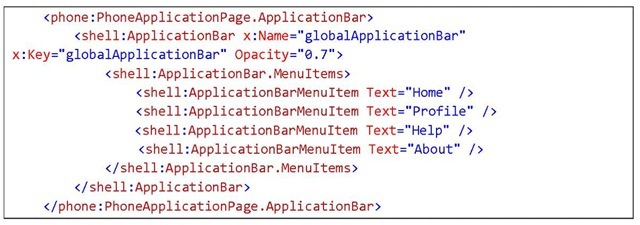 <phone:PhoneApplicationPage.ApplicationBar>
<shell:ApplicationBar x:Name="globalApplicationBar"
x:Key="globalApplicationBar" Opacity="0.7">
<shell:ApplicationBar.MenuItems>
<shell:ApplicationBarMenuItem Text="Home" />
<shell:ApplicationBarMenuItem Text="Profile" />
<shell:ApplicationBarMenuItem Text="Help" />
<shell:ApplicationBarMenuItem Text="About" />
</shell:ApplicationBar.MenuItems>
</shell:ApplicationBar>
</phone:PhoneApplicationPage.ApplicationBar>